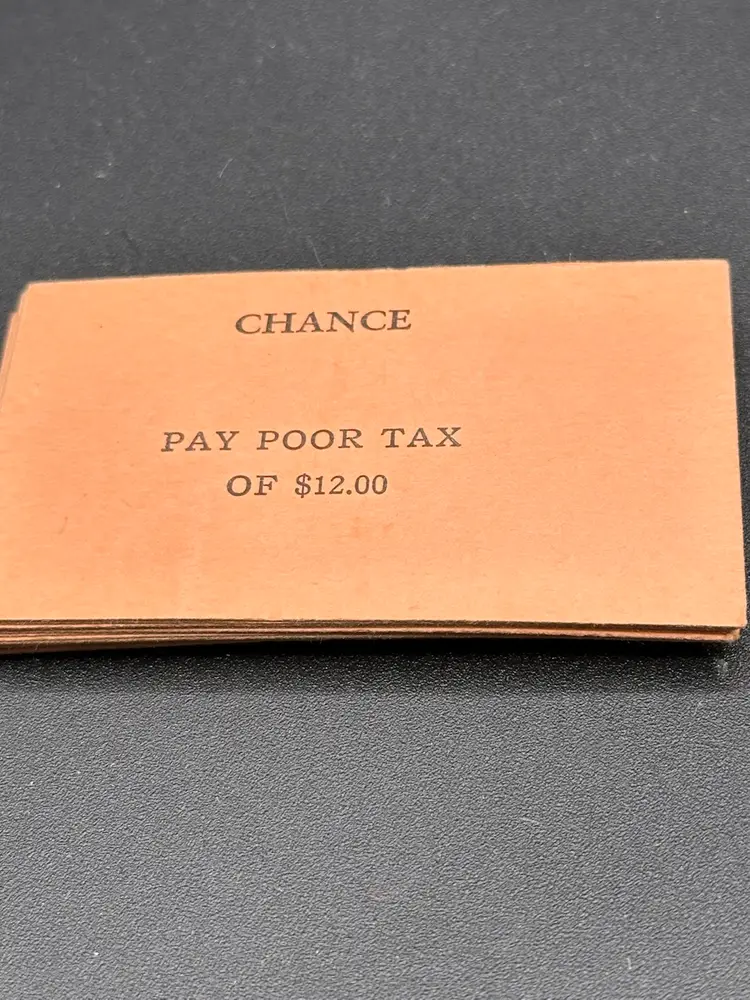 CHANCE
PAY POOR TAX
OF $12.00